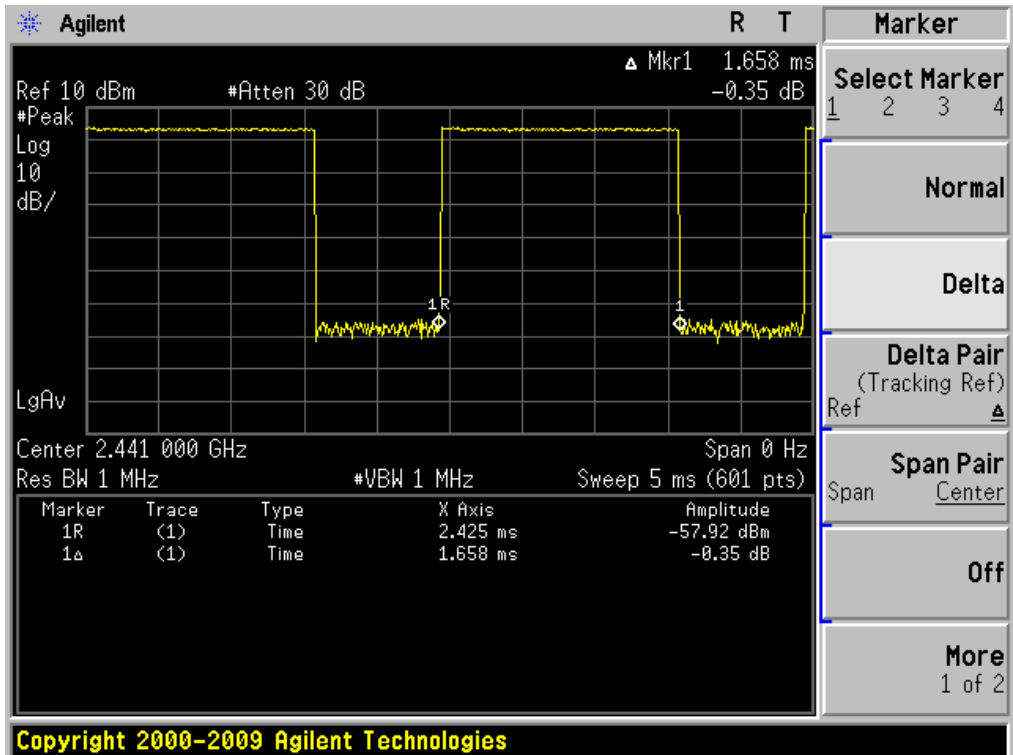 Agilent R T
Δ Mkr1 1.658 ms
Ref 10 dBm #Atten 30 dB -0.35 dB
#Peak
Log
10
dB/
1R
1
LgAv
Center 2.441 000 GHz Span 0 Hz
Res BW 1 MHz #VBW 1 MHz Sweep 5 ms (601 pts)
Marker Trace Type X Axis Amplitude
1R (1) Time 2.425 ms -57.92 dBm
1Δ (1) Time 1.658 ms -0.35 dB
Copyright 2000-2009 Agilent Technologies
Marker
Select Marker
1 2 3 4
Normal
Delta
Delta Pair
(Tracking Ref)
Ref Δ
Span Pair
Span Center
Off
More
1 of 2